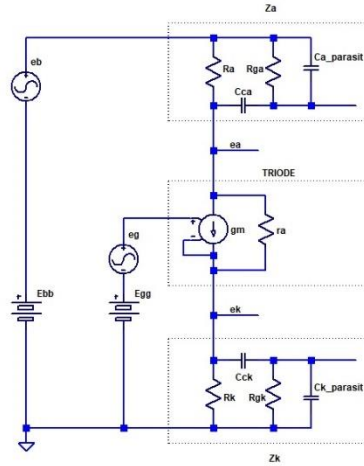 Za
eb
Ra
Rga
Ca_parasit
Cca
ea
TRIODE
eg
gm
ra
Ebb
Egg
ek
Cck
Rk
Rgk
Ck_parasit
Zk